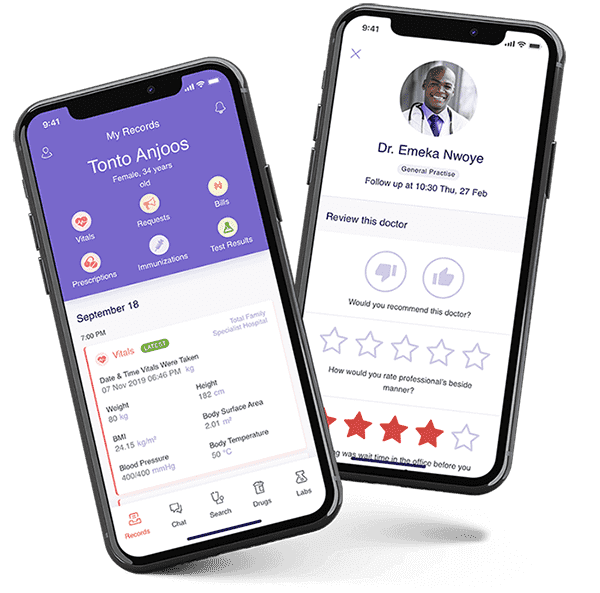 9:41
My Records
Tonto Anjoos
Female, 34 years
old
Vitals
Requests
Bills
Prescriptions
Immunizations
Test Results
September 18
7:00 PM
Total Family
Specialist Hospital
Vitals LATEST
Date & Time Vitals Were Taken
07 Nov 2019 06:46 PM kg
Weight
80 kg
Height
182 cm
BMI
24.15 kg/m²
Body Surface Area
2.01 m²
Blood Pressure
400/400 mmHg
Body Temperature
50 °C
Records
Chat
Search
Drugs
Labs
9:41
Dr. Emeka Nwoye
General Practise
Follow up at 10:30 Thu, 27 Feb
Review this doctor
Would you recommend this doctor?
How would you rate professional's beside
manner?
was wait time in the office before you